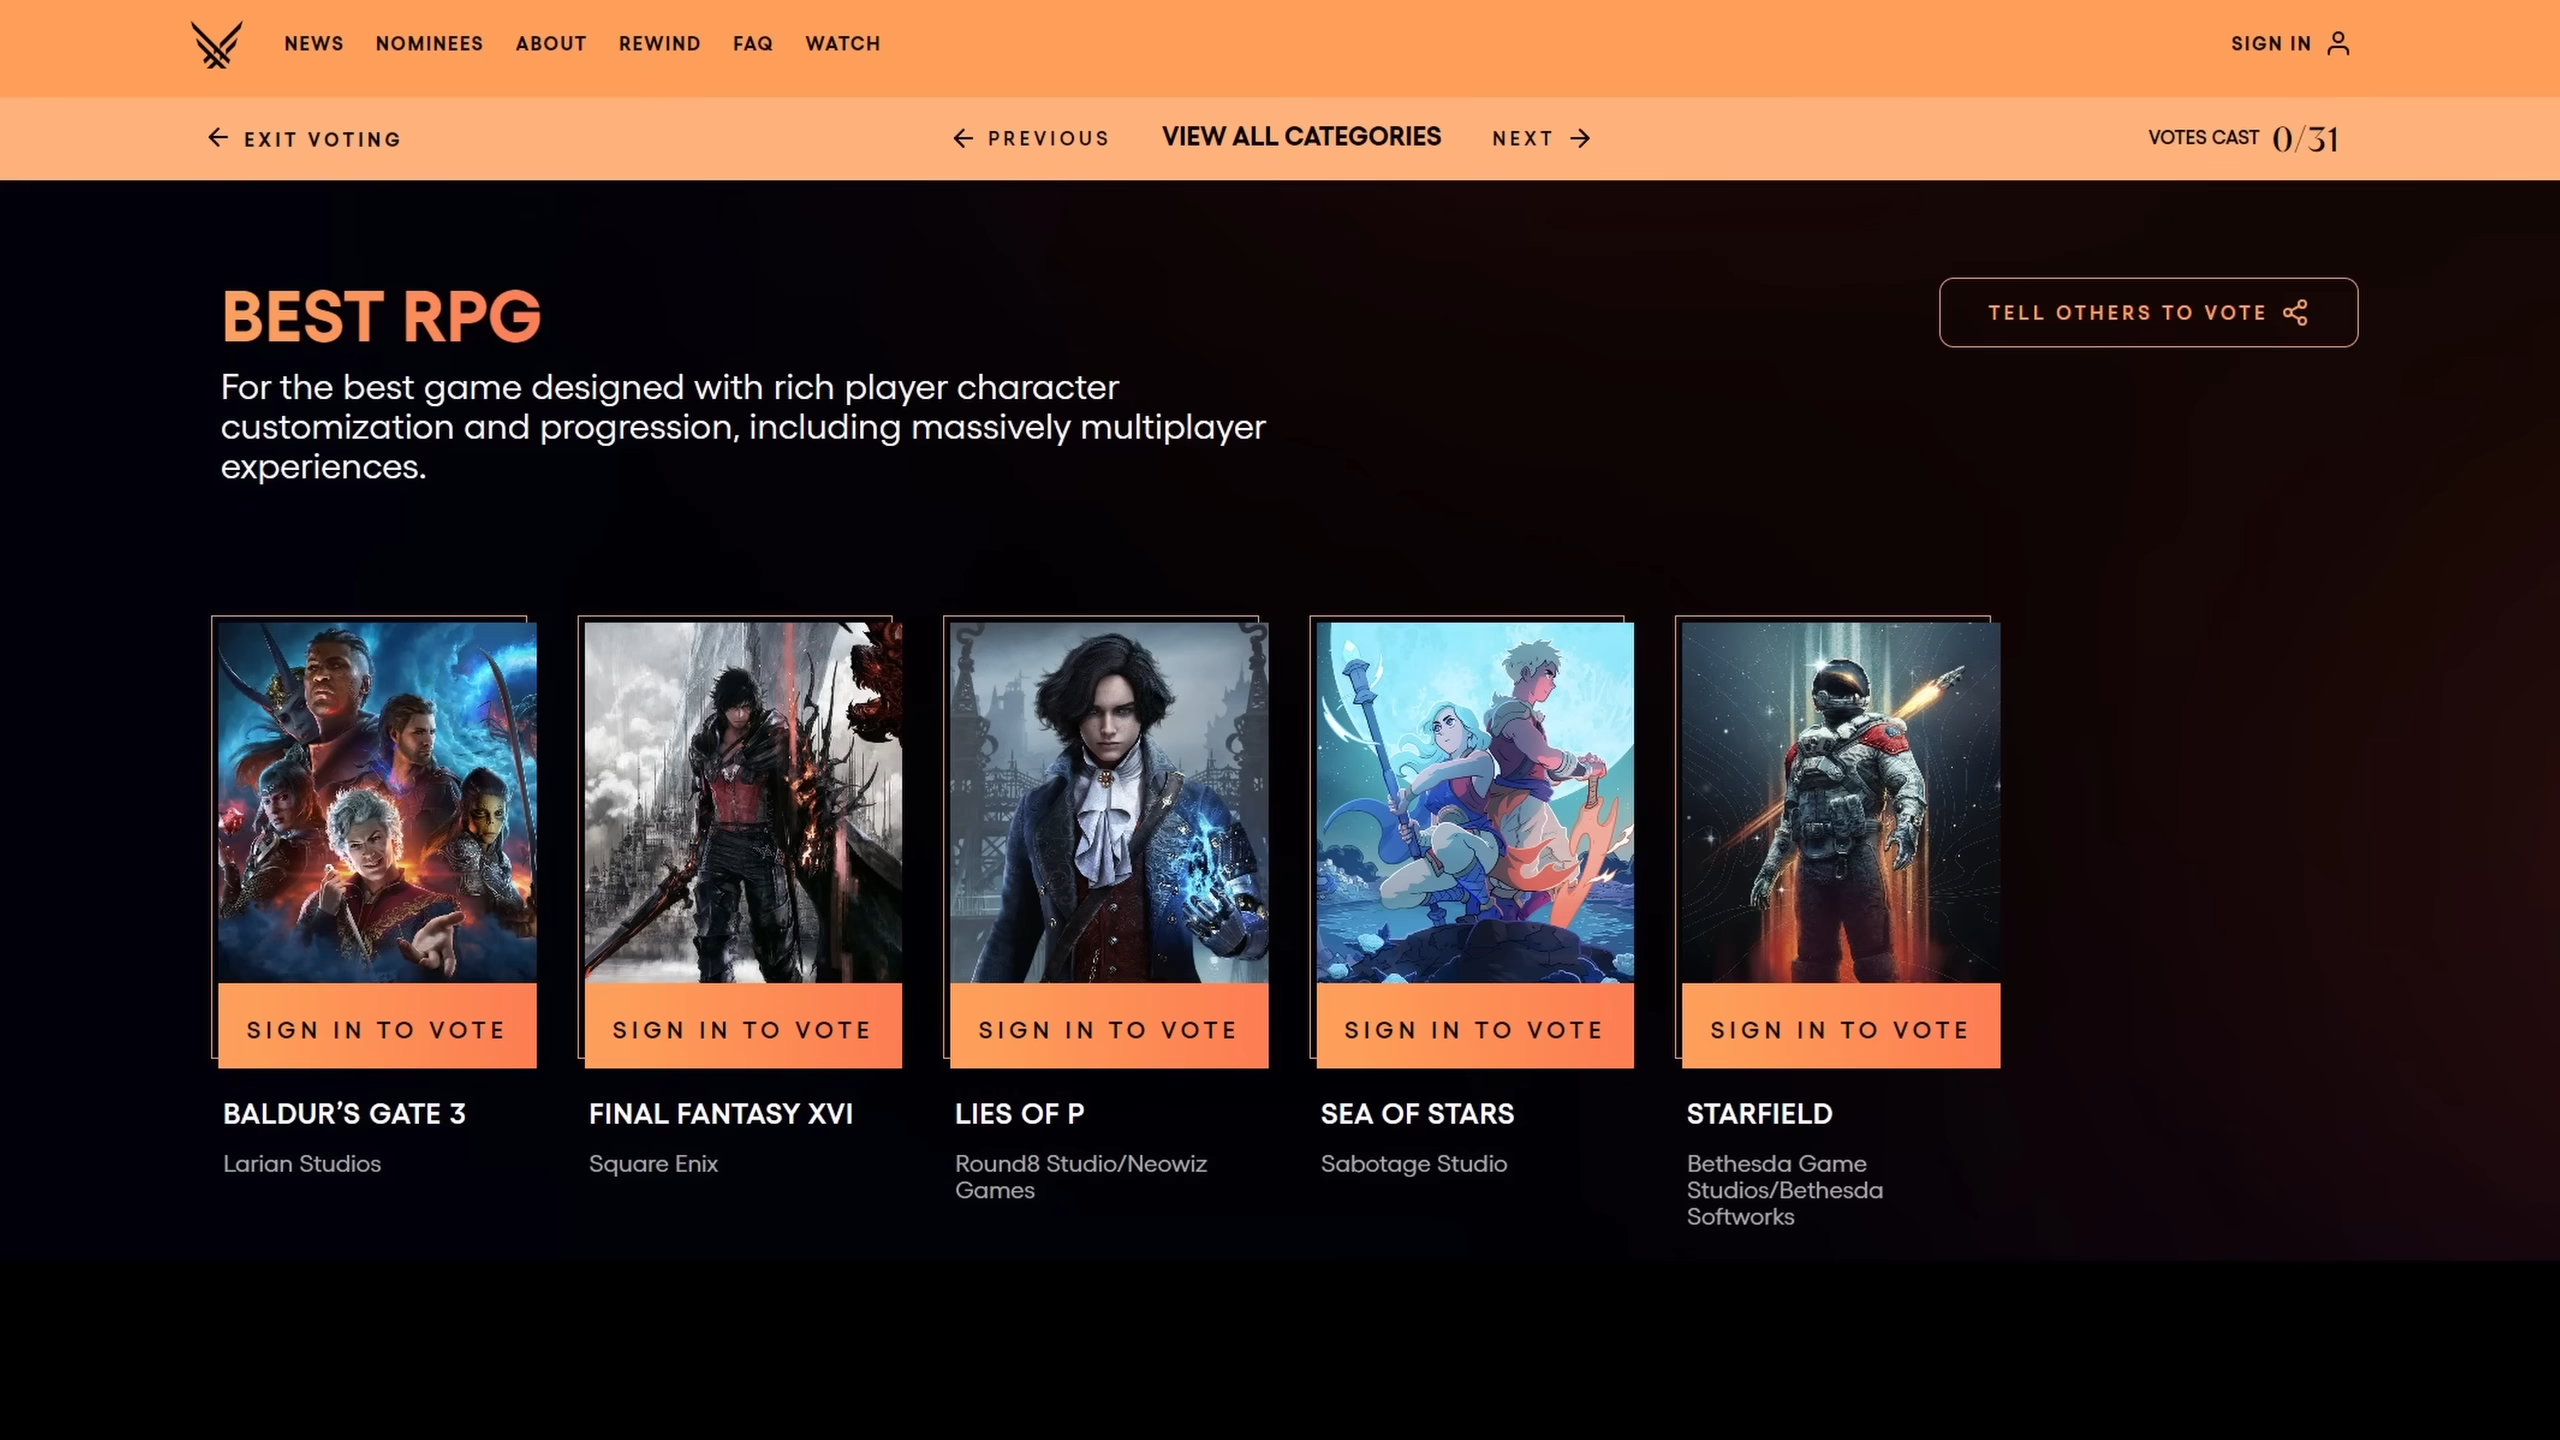 NEWS NOMINEES ABOUT REWIND FAQ WATCH SIGN IN
EXIT VOTING PREVIOUS VIEW ALL CATEGORIES NEXT VOTES CAST 0/31
BEST RPG
TELL OTHERS TO VOTE
For the best game designed with rich player character
customization and progression, including massively multiplayer
experiences.
SIGN IN TO VOTE SIGN IN TO VOTE SIGN IN TO VOTE SIGN IN TO VOTE SIGN IN TO VOTE
BALDUR’S GATE 3
Larian Studios
FINAL FANTASY XVI
Square Enix
LIES OF P
Round8 Studio/Neowiz
Games
SEA OF STARS
Sabotage Studio
STARFIELD
Bethesda Game
Studios/Bethesda
Softworks